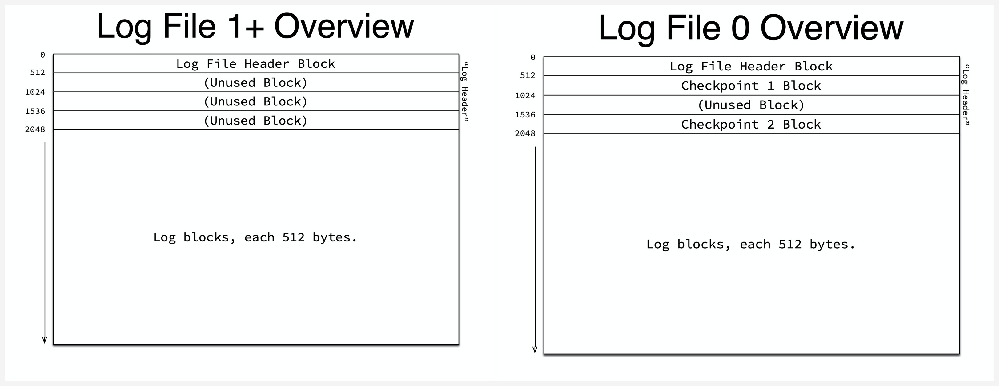 Log File 1+ Overview
0
Log File Header Block
512
(Unused Block)
1024
(Unused Block)
1536
(Unused Block)
2048
"Log Header"
Log blocks, each 512 bytes.
Log File 0 Overview
0
Log File Header Block
512
Checkpoint 1 Block
1024
(Unused Block)
1536
Checkpoint 2 Block
2048
"Log Header"
Log blocks, each 512 bytes.